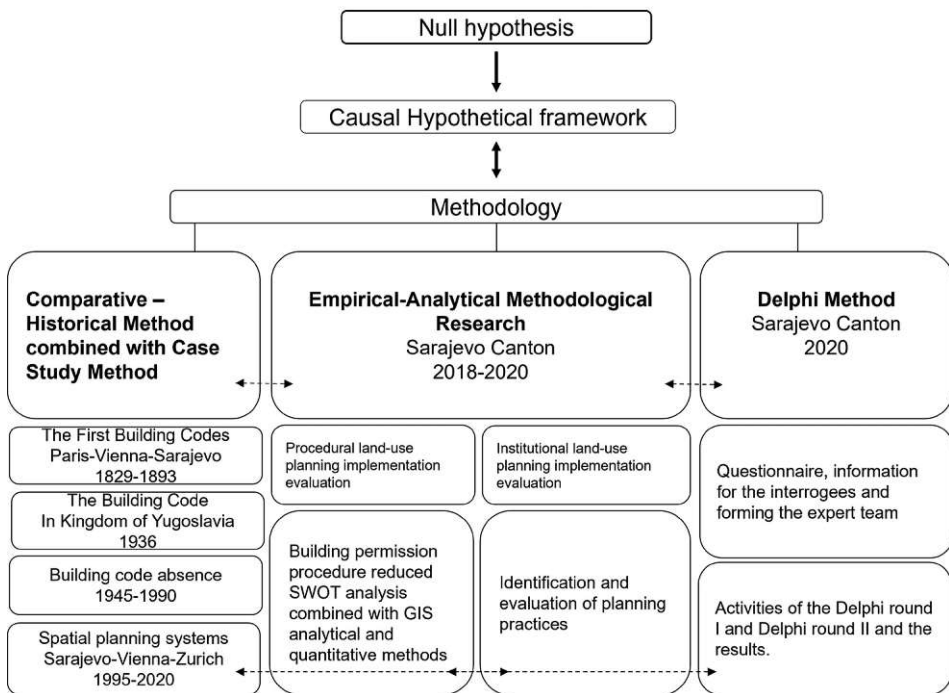 Null hypothesis
Causal Hypothetical framework
Methodology
Comparative –
Historical Method
combined with Case
Study Method
Empirical-Analytical Methodological
Research
Sarajevo Canton
2018-2020
Delphi Method
Sarajevo Canton
2020
The First Building Codes
Paris-Vienna-Sarajevo
1829-1893
The Building Code
In Kingdom of Yugoslavia
1936
Building code absence
1945-1990
Spatial planning systems
Sarajevo-Vienna-Zurich
1995-2020
Procedural land-use
planning implementation
evaluation
Building permission
procedure reduced
SWOT analysis
combined with GIS
analytical and
quantitative methods
Institutional land-use
planning implementation
evaluation
Identification and
evaluation of planning
practices
Questionnaire, information
for the interrogees and
forming the expert team
Activities of the Delphi round
I and Delphi round II and the
results.